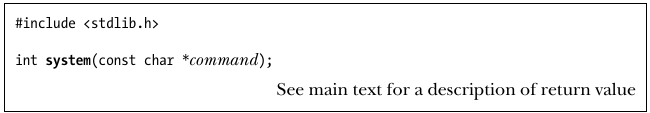 #include <stdlib.h>
int system(const char *command);
See main text for a description of return value